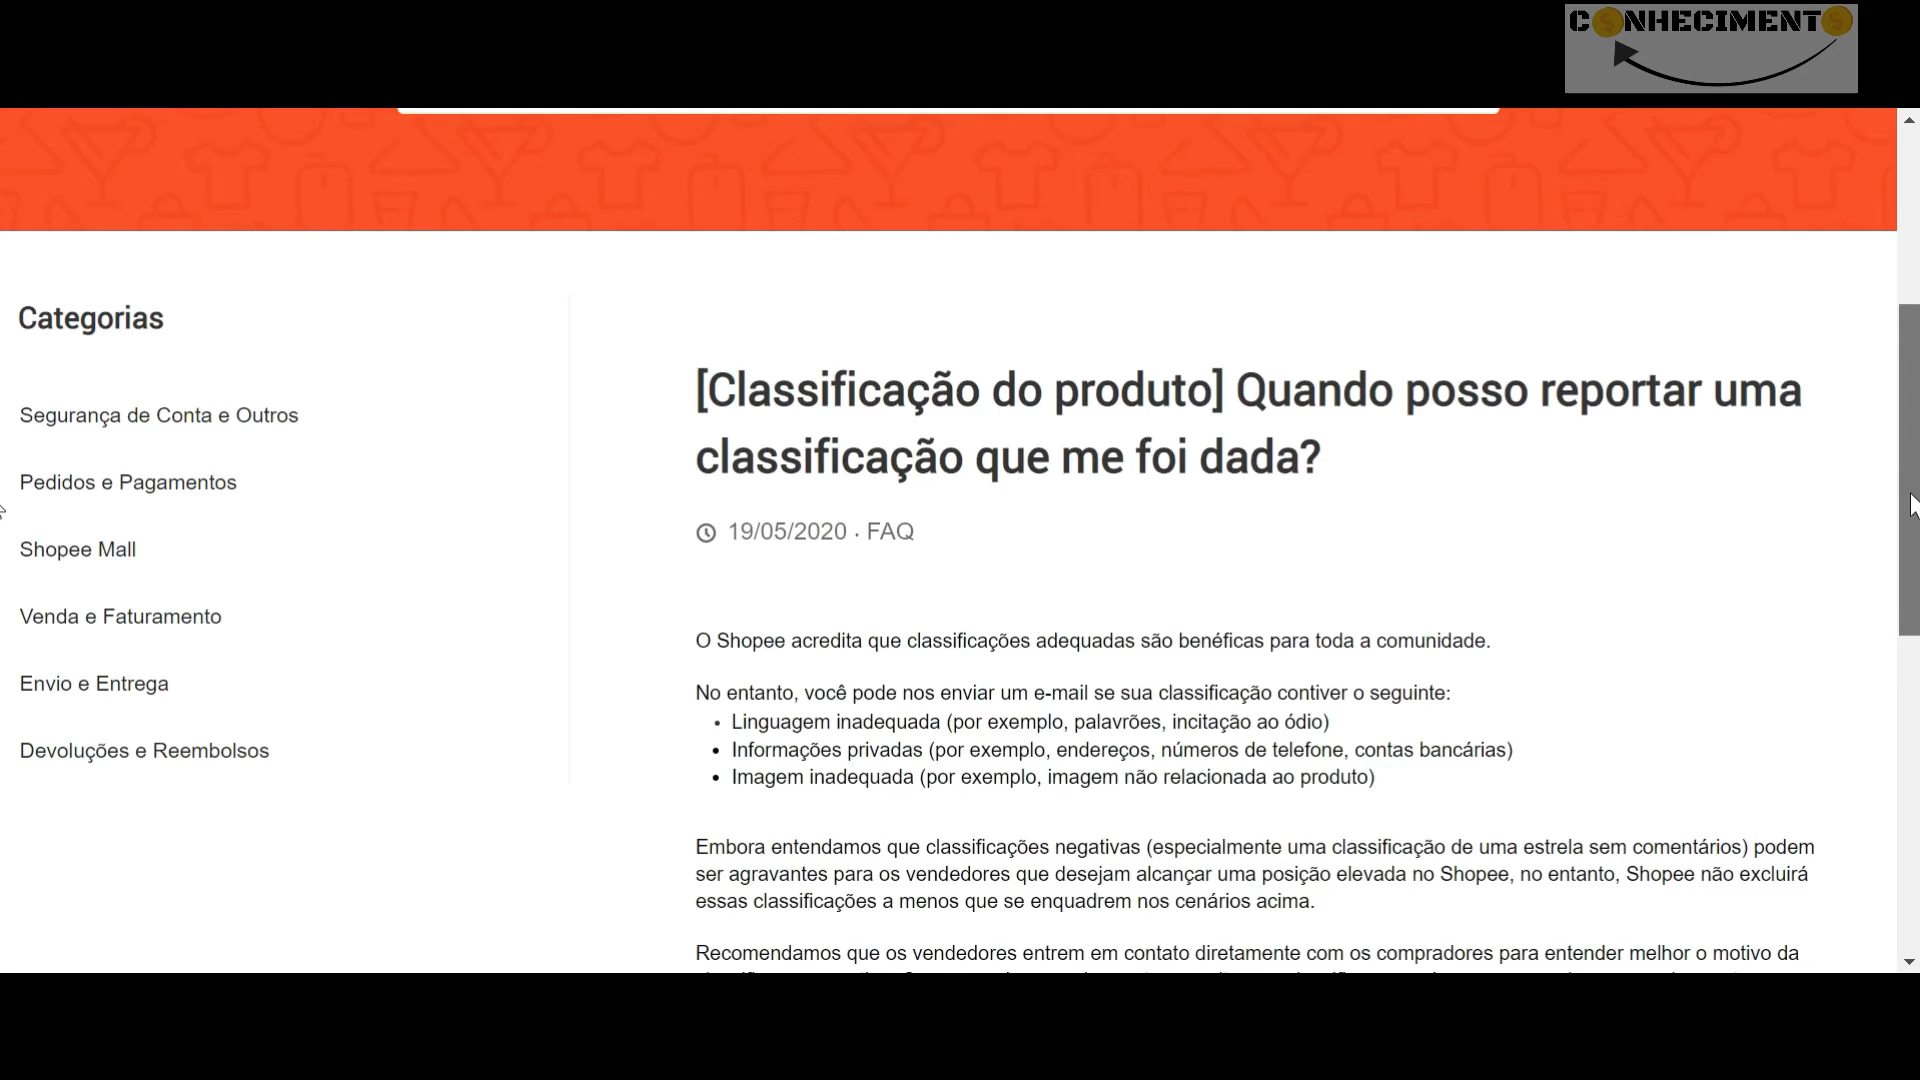 CONHECIMENTO
Categorias
Segurança de Conta e Outros
Pedidos e Pagamentos
Shopee Mall
Venda e Faturamento
Envio e Entrega
Devoluções e Reembolsos
[Classificação do produto] Quando posso reportar uma
classificação que me foi dada?
19/05/2020 · FAQ
O Shopee acredita que classificações adequadas são benéficas para toda a comunidade.
No entanto, você pode nos enviar um e-mail se sua classificação contiver o seguinte:
• Linguagem inadequada (por exemplo, palavrões, incitação ao ódio)
• Informações privadas (por exemplo, endereços, números de telefone, contas bancárias)
• Imagem inadequada (por exemplo, imagem não relacionada ao produto)
Embora entendamos que classificações negativas (especialmente uma classificação de uma estrela sem comentários) podem
ser agravantes para os vendedores que desejam alcançar uma posição elevada no Shopee, no entanto, Shopee não excluirá
essas classificações a menos que se enquadrem nos cenários acima.
Recomendamos que os vendedores entrem em contato diretamente com os compradores para entender melhor o motivo da